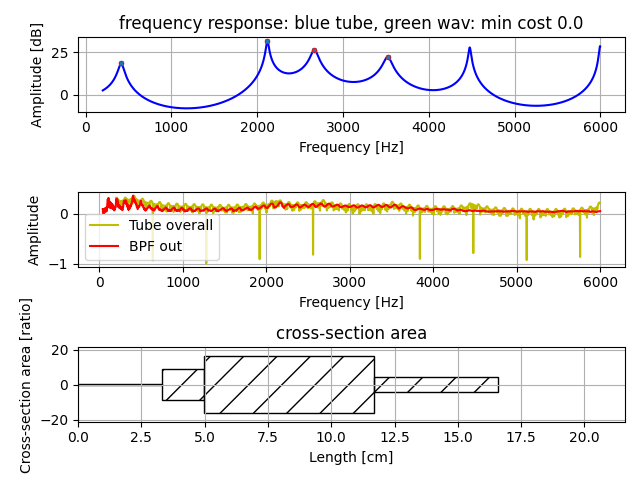 frequency response: blue tube, green wav: min cost 0.0
Amplitude [dB]
25
0
0 1000 2000 3000 4000 5000 6000
Frequency [Hz]
Amplitude
0
−1
Tube overall
BPF out
0 1000 2000 3000 4000 5000 6000
Frequency [Hz]
cross-section area
Cross-section area [ratio]
20
0
−20
0.0 2.5 5.0 7.5 10.0 12.5 15.0 17.5 20.0
Length [cm]